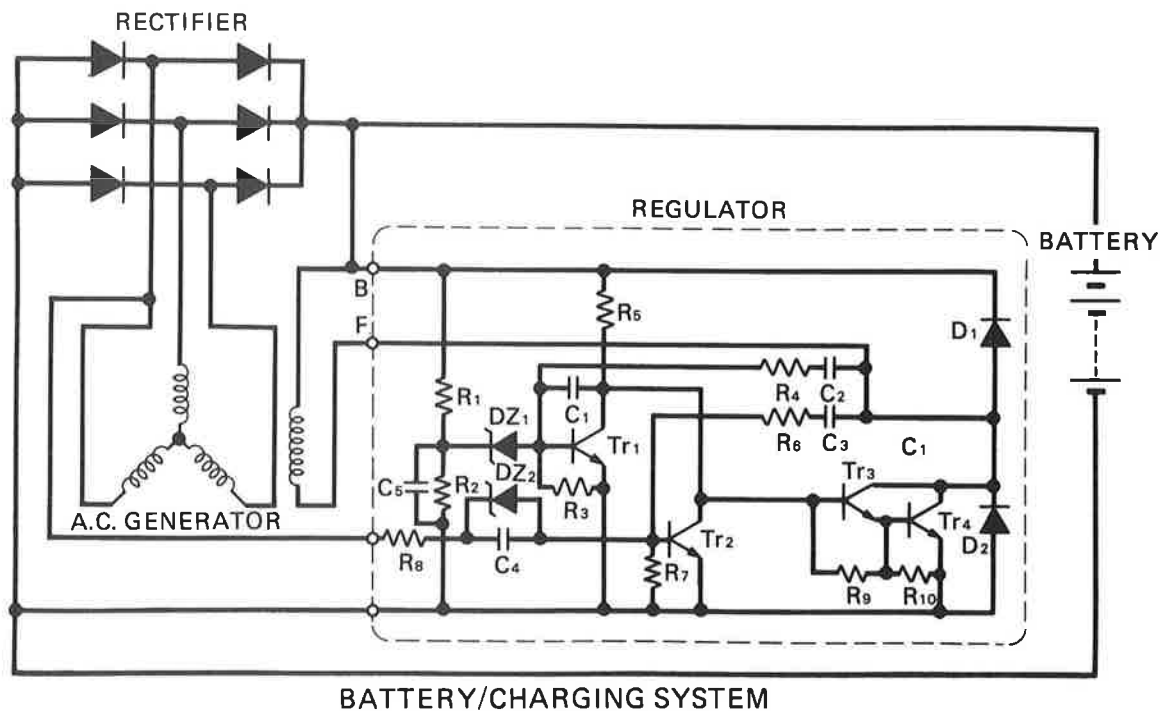 RECTIFIER
REGULATOR
BATTERY
B
F
R5
D1
R4
C2
R1
DZ1
C1
R6
C3
C1
Tr1
Tr3
DZ2
C5
R2
R3
Tr4
D2
A.C. GENERATOR
Tr2
R8
C4
R7
R9
R10
BATTERY/CHARGING SYSTEM